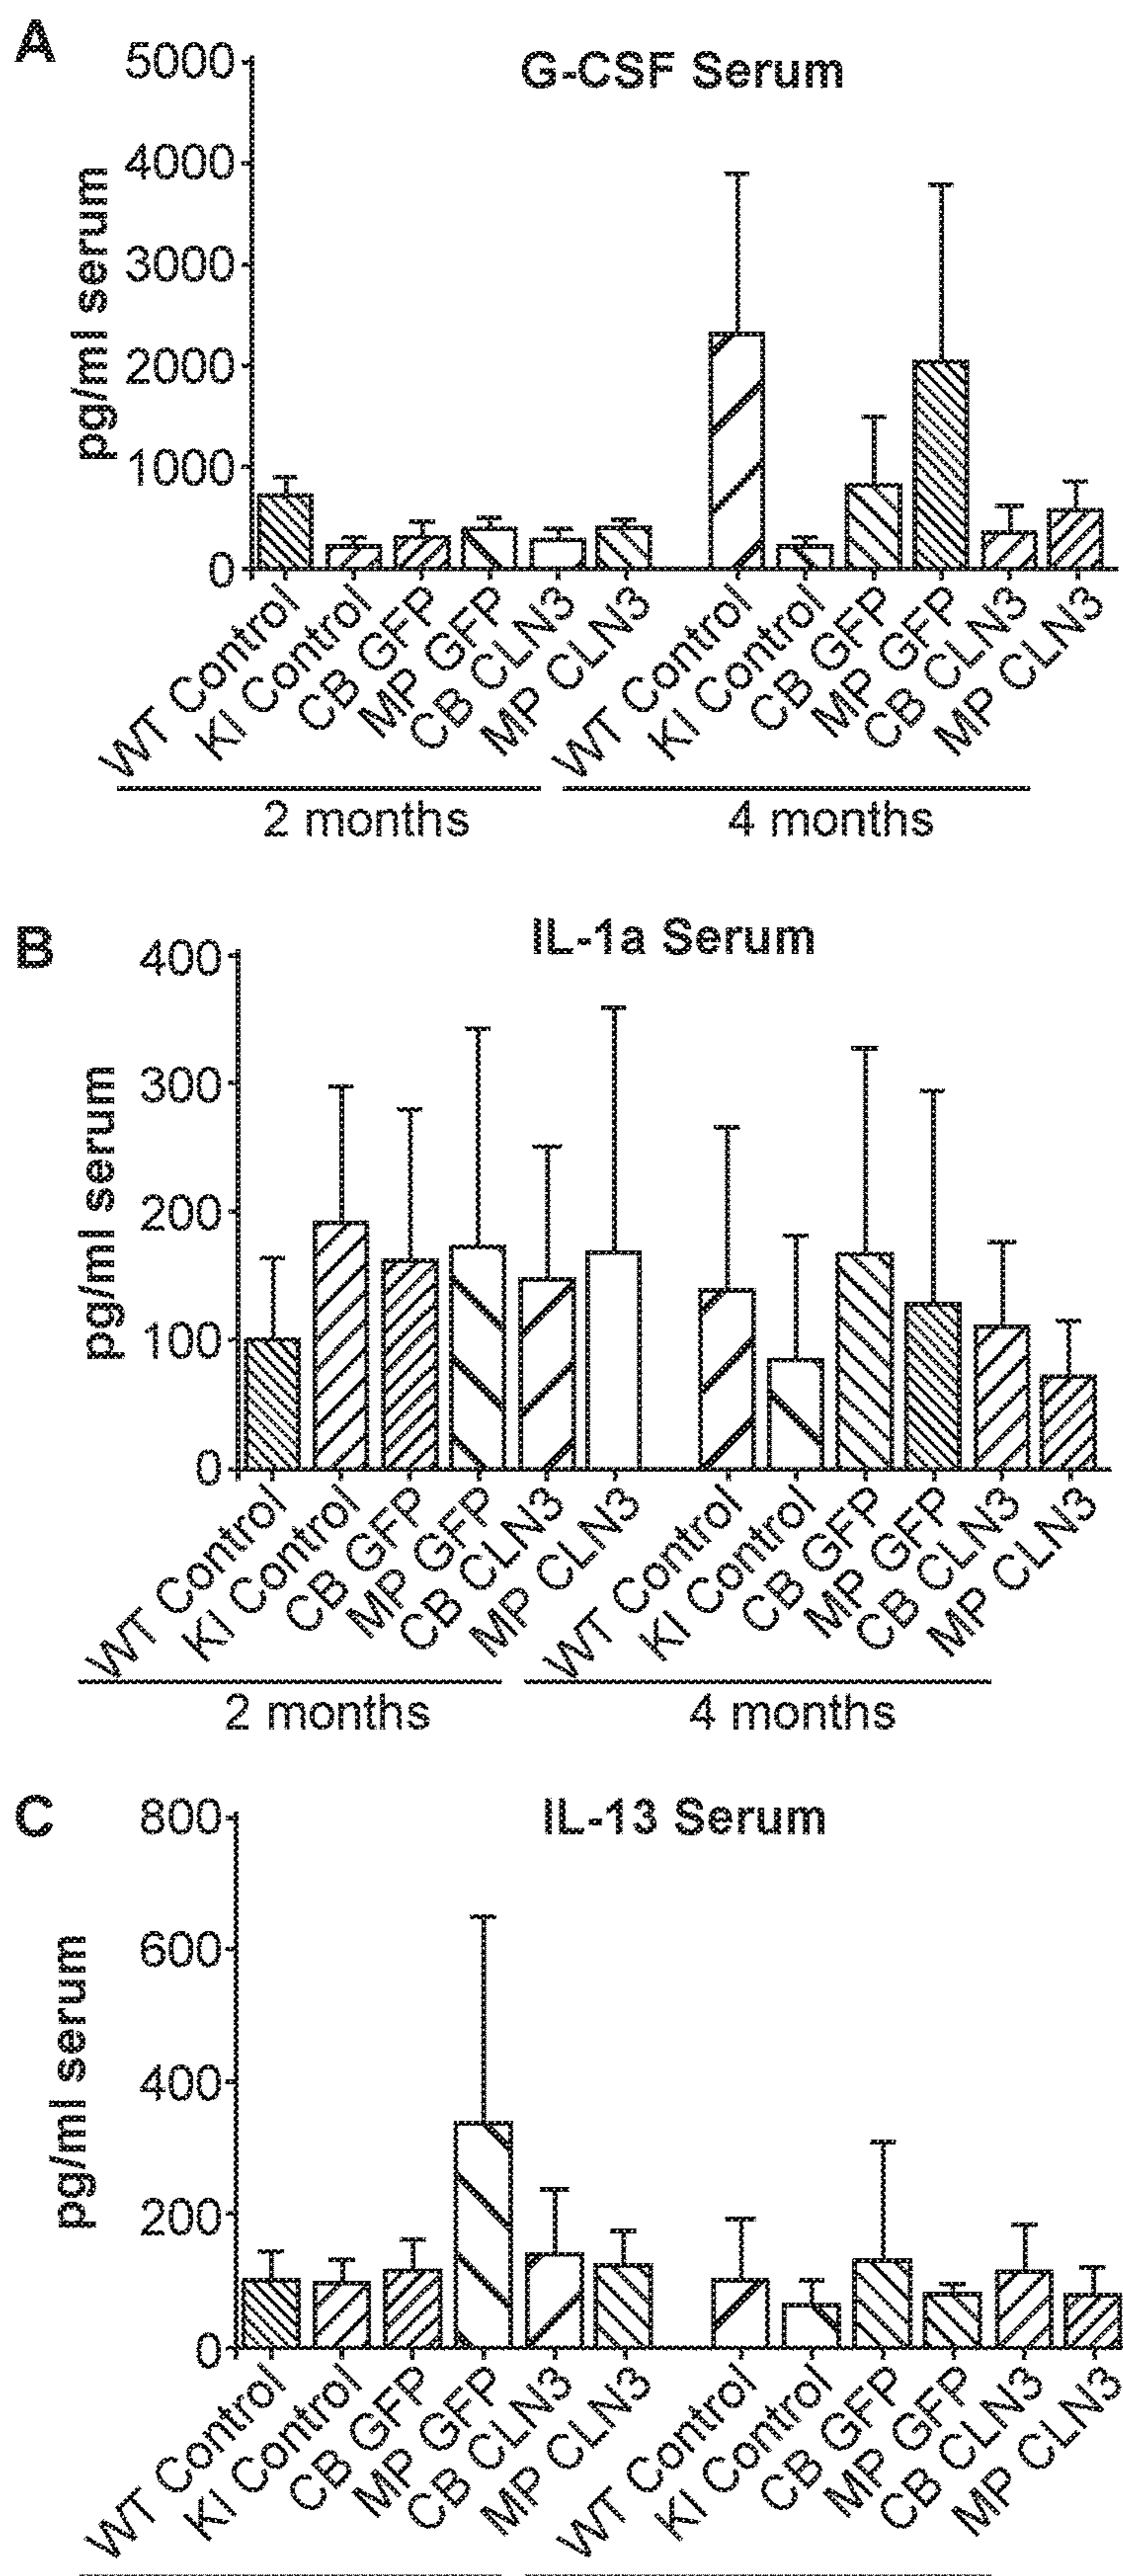 A
G-CSF Serum
pg/ml serum
5000
4000
3000
2000
1000
0
WT Control
KI Control
CB GFP
MP GFP
CB CLN3
MP CLN3
WT Control
KI Control
CB GFP
MP GFP
CB CLN3
MP CLN3
2 months
4 months
B
IL-1a Serum
pg/ml serum
400
300
200
100
0
WT Control
KI Control
CB GFP
MP GFP
CB CLN3
MP CLN3
WT Control
KI Control
CB GFP
MP GFP
CB CLN3
MP CLN3
2 months
4 months
C
IL-13 Serum
pg/ml serum
800
600
400
200
0
WT Control
KI Control
CB GFP
MP GFP
CB CLN3
MP CLN3
WT Control
KI Control
CB GFP
MP GFP
CB CLN3
MP CLN3